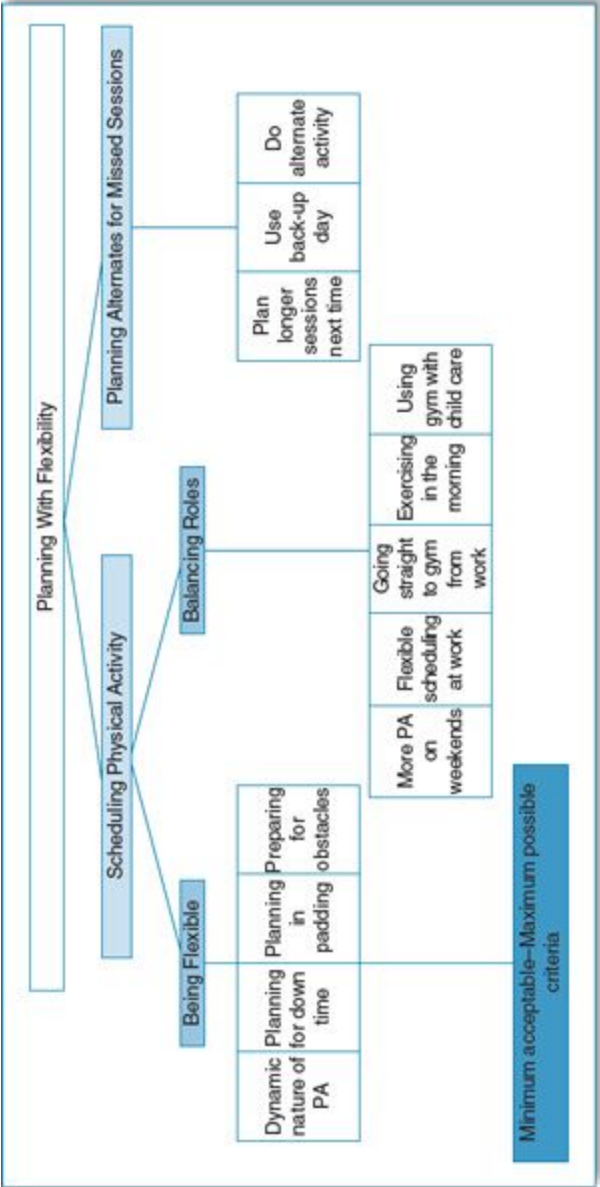 Planning With Flexibility
Scheduling Physical Activity
Planning Alternates for Missed Sessions
Being Flexible
Balancing Roles
Dynamic
nature of
PA
Planning
for down
time
Planning
in
padding
Preparing
for
obstacles
Plan
longer
sessions
next time
Use
back-up
day
Do
alternate
activity
More PA
on
weekends
Flexible
scheduling
at work
Going
straight
to gym
from
work
Exercising
in the
morning
Using
gym with
child care
Minimum acceptable–Maximum possible
criteria